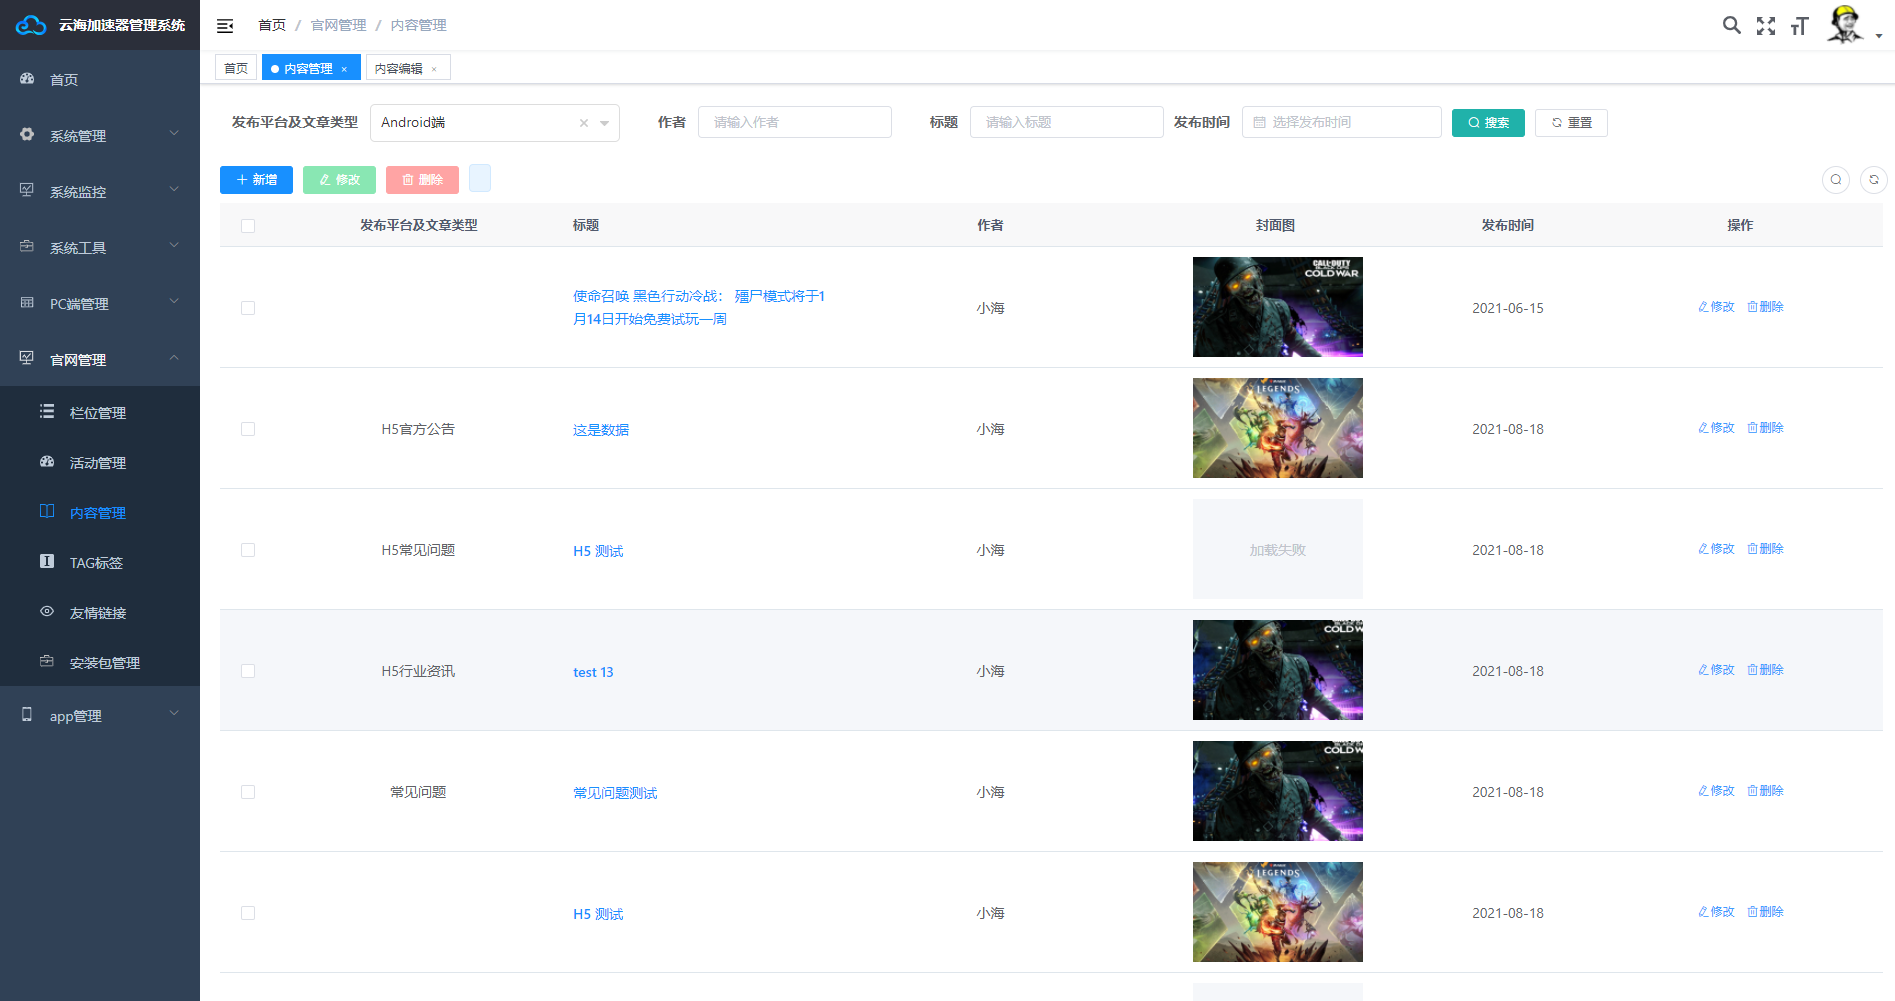 云海加速器管理系统
首页 / 官网管理 / 内容管理
首页
系统管理
系统监控
系统工具
PC端管理
官网管理
栏位管理
活动管理
内容管理
TAG标签
友情链接
安装包管理
app管理
首页 内容管理 × 内容编辑 ×
发布平台及文章类型 Android端 作者 请输入作者 标题 请输入标题 发布时间 选择发布时间 搜索 重置
新增 修改 删除
发布平台及文章类型 标题 作者 封面图 发布时间 操作
使命召唤 黑色行动冷战： 殭尸模式将于1
月14日开始免费试玩一周
小海
CALL·DUTY
BLACK OPS
COLD WAR
2021-06-15 修改 删除
H5官方公告 这是数据 小海
LEGENDS
2021-08-18 修改 删除
H5常见问题 H5 测试 小海 加载失败 2021-08-18 修改 删除
H5行业资讯 test 13 小海
COLD W
2021-08-18 修改 删除
常见问题 常见问题测试 小海
COLD W
2021-08-18 修改 删除
H5 测试 小海
LEGENDS
2021-08-18 修改 删除